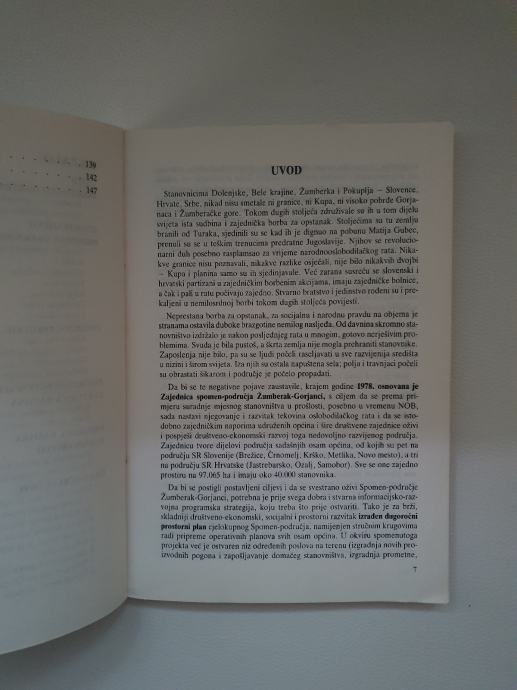 139
142
147
UVOD
Stanovnicima Dolenjske, Bele krajine, Žumberka i Pokuplja – Slovence,
Hrvate, Srbe, nikad nisu smetale ni granice, ni Kupa, ni visoko pobrđe Gorja-
naca i Žumberačke gore. Tokom dugih stoljeća združivale su ih u tom dijelu
svijeta ista sudbina i zajednička borba za opstanak. Stoljećima su tu zemlju
branili od Turaka, sjedinili su se kad ih je dignuo na pobunu Matija Gubec,
prenuli su se u teškim trenucima predratne Jugoslavije. Njihov se revolucio-
narni duh posebno rasplamsao za vrijeme narodnooslobodilačkog rata. Nika-
kve granice nisu poznavali, nikakve razlike osjećali, nije bilo nikakvih dvojbi
– Kupa i planina samo su ih sjedinjavale. Već zarana susreću se slovenski i
hrvatski partizani u zajedničkim borbenim akcijama, imaju zajedničke bolnice,
a čak i pali u ratu počivaju zajedno. Stvarno bratstvo i jedinstvo rođeni su i pre-
kaljeni u nemilosrdnoj borbi tokom dugih stoljeća povijesti.
Neprestana borba za opstanak, za socijalnu i narodnu pravdu na objema je
stranama ostavila duboke brazgotine nemilog nasljeđa. Od davnina skromno sta-
novništvo izdržalo je nakon posljednjeg rata u mnogim, gotovo nerješivim pro-
blemima. Svuda je bila pustoš, a škrta zemlja nije mogla prehraniti stanovnike.
Zaposlenja nije bilo, pa su se ljudi počeli raseljavati u sve razvijenija središta
u nizini i širom svijeta. Iza njih su ostala napuštena sela; polja i travnjaci počeli
su obrastati šikarom i područje je počelo propadati.
Da bi se te negativne pojave zaustavile, krajem godine 1978. osnovana je
Zajednica spomen-područja Žumberak-Gorjanci, s ciljem da se prema pri-
mjeru suradnje mjesnog stanovništva u prošlosti, posebno u vremenu NOB,
sada nastavi njegovanje i razvitak tekovina oslobodilačkog rata i da se isto-
dobno zajedničkim naporima udruženih općina i šire društvene zajednice oživi
i pospješi društveno-ekonomski razvoj toga nedovoljno razvijenog područja.
Zajednicu tvore dijelovi područja sadašnjih osam općina, od kojih su pet na
području SR Slovenije (Brežice, Črnomelj, Krško, Metlika, Novo mesto), a tri
na području SR Hrvatske (Jastrebarsko, Ozalj, Samobor). Sve se one zajedno
prostiru na 97.065 ha i imaju oko 40.000 stanovnika.
Da bi se postigli postavljeni ciljevi i da se svestrano oživi Spomen-područje
Žumberak-Gorjanci, potrebna je prije svega dobra i stvarna informacijsko-raz-
vojna programska strategija, koju treba što prije ostvariti. Tako je za brži,
skladniji društveno-ekonomski, socijalni i prostorni razvitak izrađen dugoročni
prostorni plan cjelokupnog Spomen-područja, namijenjen stručnim krugovima
radi pripreme operativnih planova svih osam općina. U okviru spomenutoga
projekta već je ostvaren niz određenih poslova na terenu (izgradnja novih pro-
izvodnih pogona i zapošljavanje domaćeg stanovništva, izgradnja prometne,
7